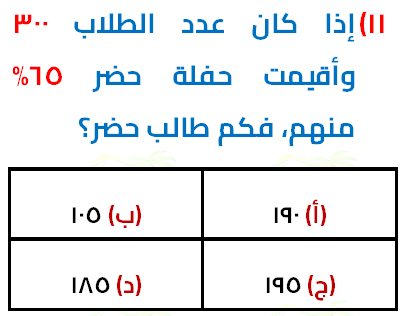 ١١) إذا كان عدد الطلاب ٣٠٠
وأقيمت حفلة حضر ٦٥%
منهم، فكم طالب حضر؟
(أ) ١٩٠ (ب) ١٠٥
(ج) ١٩٥ (د) ١٨٥